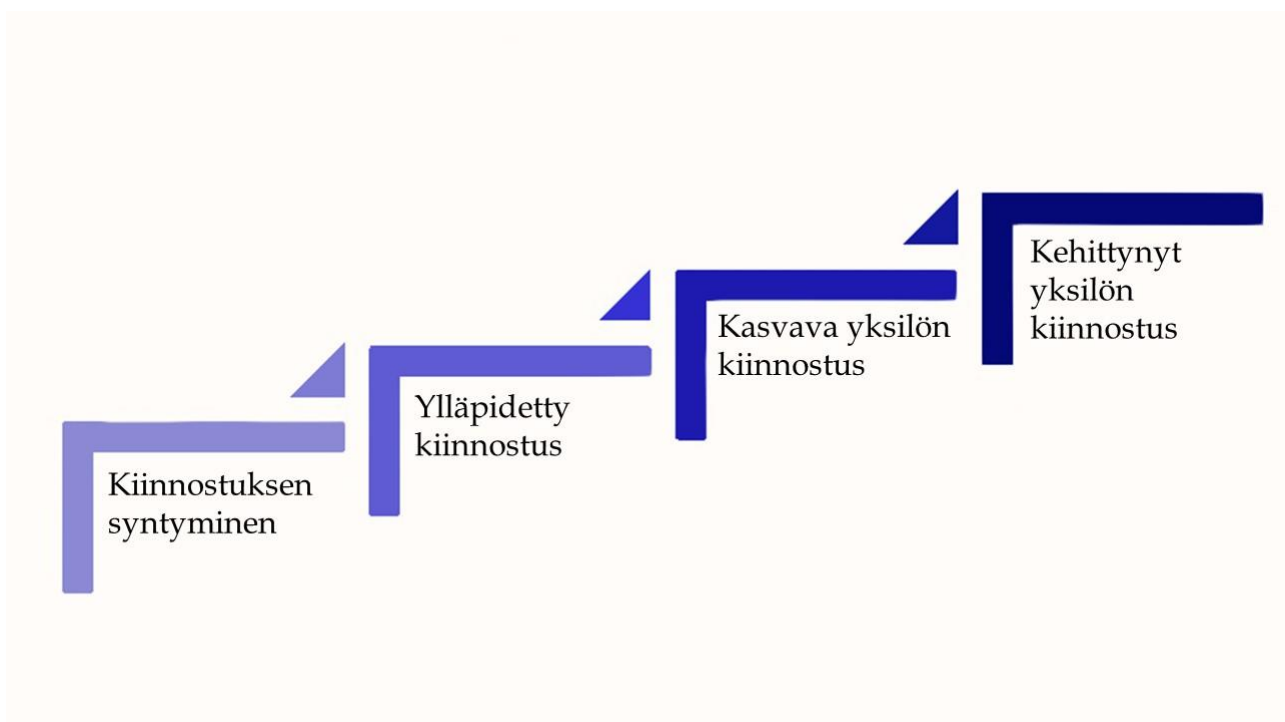 Kiinnostuksen
syntyminen
Ylläpidetty
kiinnostus
Kasvava yksilön
kiinnostus
Kehittynyt
yksilön
kiinnostus